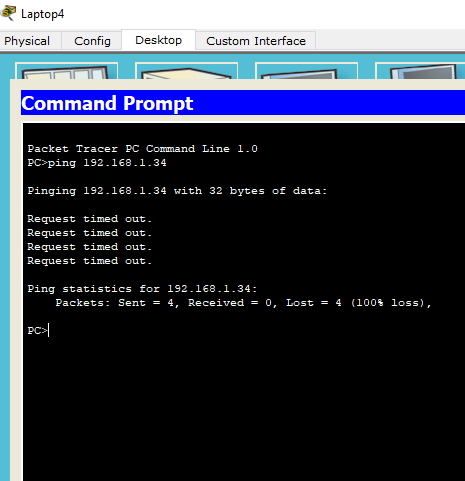 Laptop4
Physical Config Desktop Custom Interface
Command Prompt
Packet Tracer PC Command Line 1.0
PC>ping 192.168.1.34
Pinging 192.168.1.34 with 32 bytes of data:
Request timed out.
Request timed out.
Request timed out.
Request timed out.
Ping statistics for 192.168.1.34:
    Packets: Sent = 4, Received = 0, Lost = 4 (100% loss),
PC>